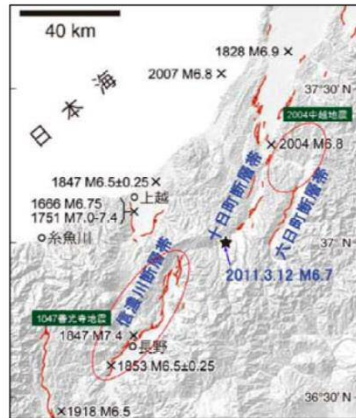 40 km
1828 M6.9
2007 M6.8
37°30' N
日本海
2004中越地震
2004 M6.8
1847 M6.5±0.25
上越
1666 M6.75
1751 M7.0-7.4
糸魚川
十日町断層帯
六日町断層帯
37° N
2011.3.12 M6.7
信濃川断層帯
1047善光寺地震
1847 M7.4
長野
1853 M6.5±0.25
36°30' N
1918 M6.5